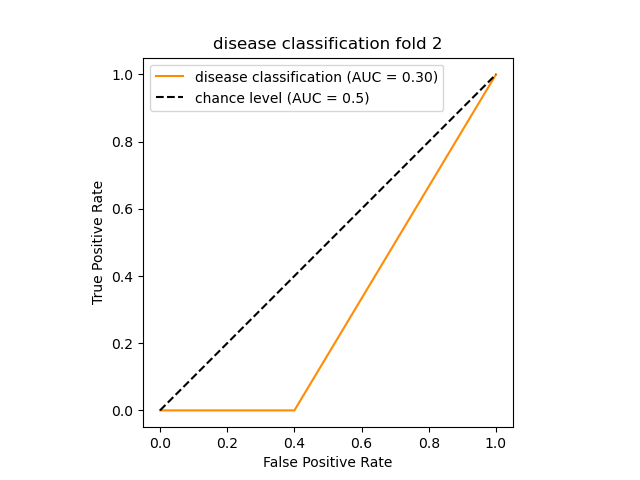 disease classification fold 2
disease classification (AUC = 0.30)
chance level (AUC = 0.5)
True Positive Rate
1.0
0.8
0.6
0.4
0.2
0.0
0.0 0.2 0.4 0.6 0.8 1.0
False Positive Rate